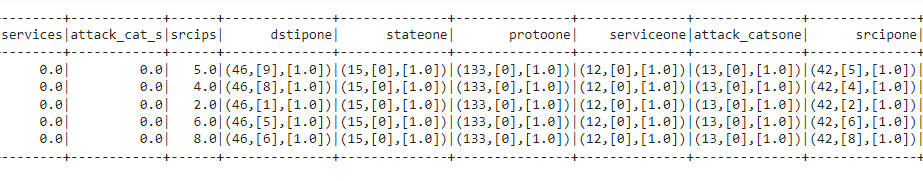 -------+------------+------+--------------+--------------+---------------+--------------+--------------+--------------+
services|attack_cat_s|srcips|      dstipone|      stateone|       protoone|    serviceone|attack_catsone|      srcipone|
-------+------------+------+--------------+--------------+---------------+--------------+--------------+--------------+
0.0|         0.0|   5.0|(46,[9],[1.0])|(15,[0],[1.0])|(133,[0],[1.0])|(12,[0],[1.0])|(13,[0],[1.0])|(42,[5],[1.0])|
0.0|         0.0|   4.0|(46,[8],[1.0])|(15,[0],[1.0])|(133,[0],[1.0])|(12,[0],[1.0])|(13,[0],[1.0])|(42,[4],[1.0])|
0.0|         0.0|   2.0|(46,[1],[1.0])|(15,[0],[1.0])|(133,[0],[1.0])|(12,[0],[1.0])|(13,[0],[1.0])|(42,[2],[1.0])|
0.0|         0.0|   6.0|(46,[5],[1.0])|(15,[0],[1.0])|(133,[0],[1.0])|(12,[0],[1.0])|(13,[0],[1.0])|(42,[6],[1.0])|
0.0|         0.0|   8.0|(46,[6],[1.0])|(15,[0],[1.0])|(133,[0],[1.0])|(12,[0],[1.0])|(13,[0],[1.0])|(42,[8],[1.0])|
-------+------------+------+--------------+--------------+---------------+--------------+--------------+--------------+